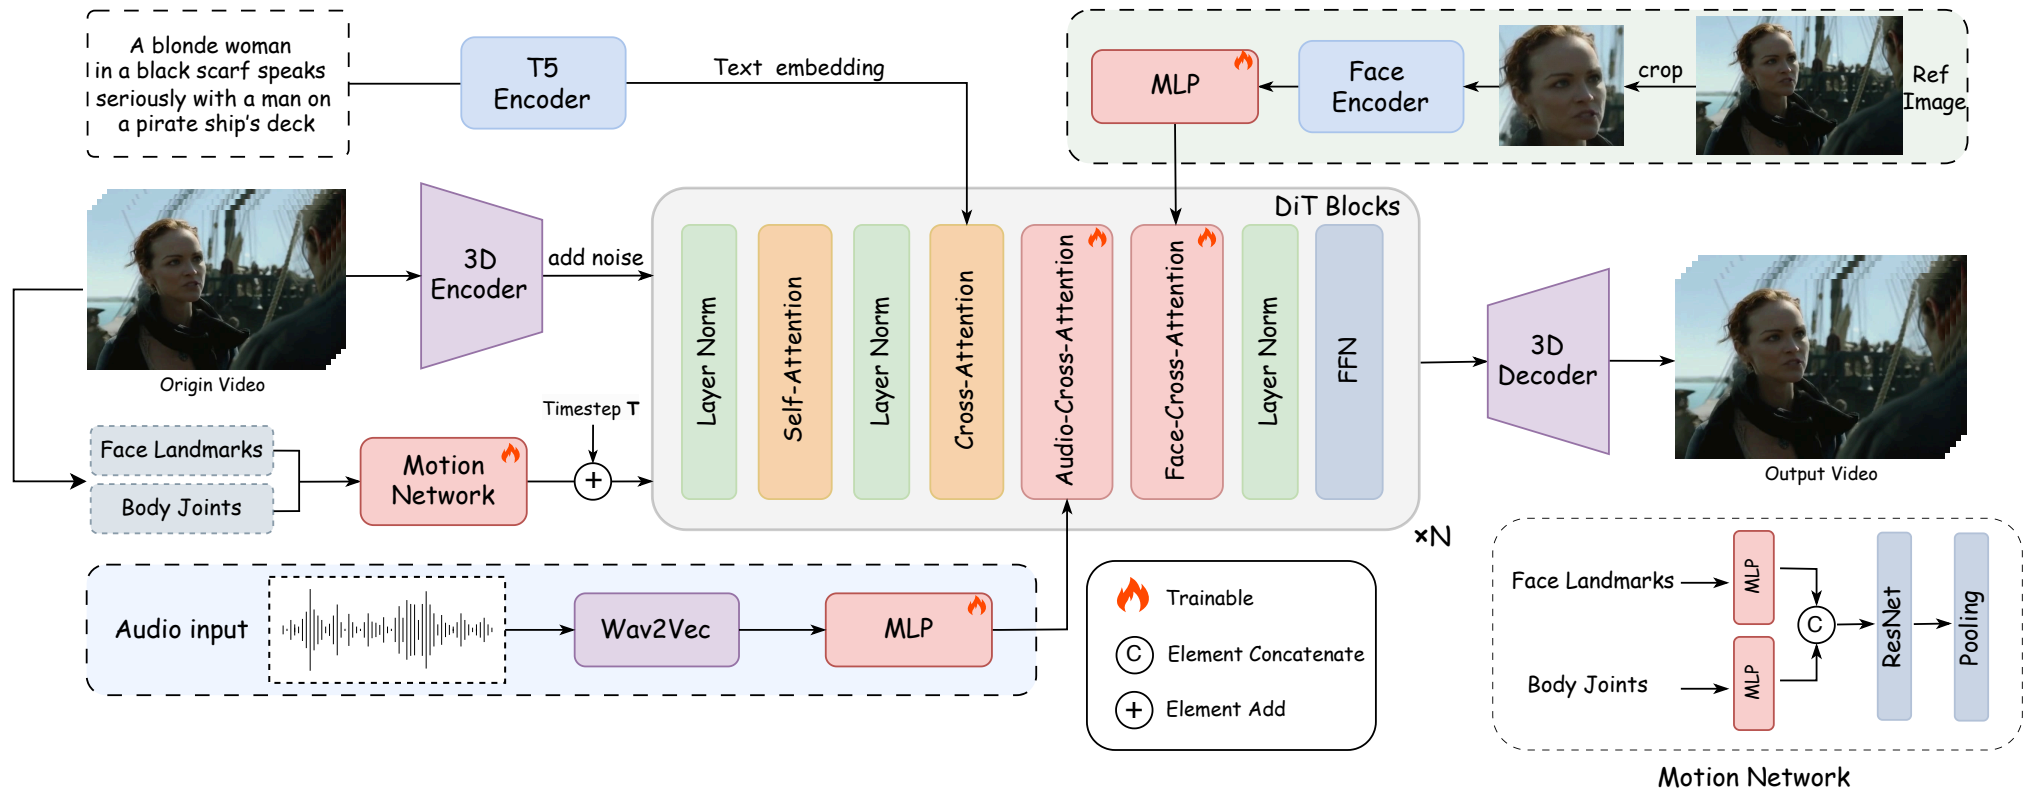 A blonde woman
in a black scarf speaks
seriously with a man on
a pirate ship's deck
T5
Encoder
Text embedding
MLP
Face
Encoder
crop
Ref
Image
Origin Video
3D
Encoder
add noise
DiT Blocks
Layer Norm
Self-Attention
Layer Norm
Cross-Attention
Audio-Cross-Attention
Face-Cross-Attention
Layer Norm
FFN
×N
3D
Decoder
Output Video
Face Landmarks
Body Joints
Motion
Network
Timestep T
+
Audio input
Wav2Vec
MLP
Trainable
C
Element Concatenate
+
Element Add
Face Landmarks
MLP
Body Joints
MLP
C
ResNet
Pooling
Motion Network